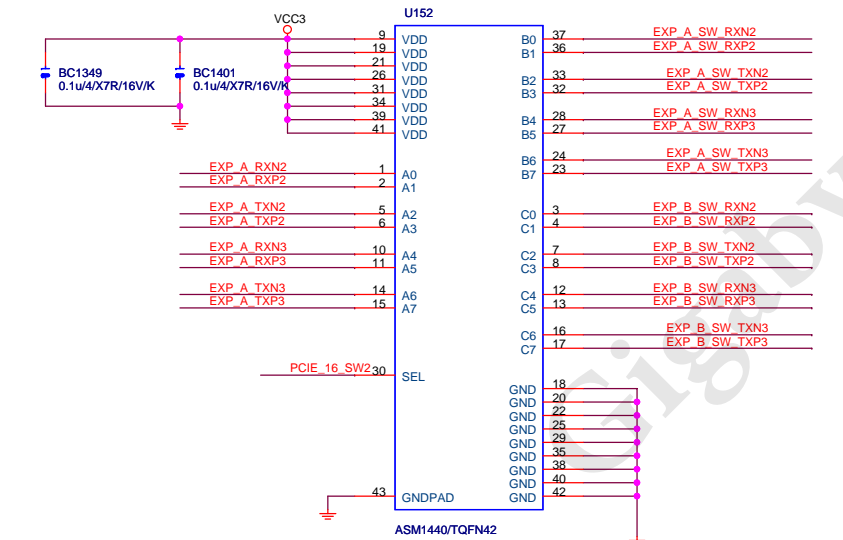 U152
VCC3
BC1349
0.1u/4/X7R/16V/K
BC1401
0.1u/4/X7R/16V/K
9 VDD
19 VDD
21 VDD
26 VDD
31 VDD
34 VDD
39 VDD
41 VDD
EXP_A_RXN2 1 A0
EXP_A_RXP2 2 A1
EXP_A_TXN2 5 A2
EXP_A_TXP2 6 A3
EXP_A_RXN3 10 A4
EXP_A_RXP3 11 A5
EXP_A_TXN3 14 A6
EXP_A_TXP3 15 A7
PCIE_16_SW2 30 SEL
43 GNDPAD
B0 37 EXP_A_SW_RXN2
B1 36 EXP_A_SW_RXP2
B2 33 EXP_A_SW_TXN2
B3 32 EXP_A_SW_TXP2
B4 28 EXP_A_SW_RXN3
B5 27 EXP_A_SW_RXP3
B6 24 EXP_A_SW_TXN3
B7 23 EXP_A_SW_TXP3
C0 3 EXP_B_SW_RXN2
C1 4 EXP_B_SW_RXP2
C2 7 EXP_B_SW_TXN2
C3 8 EXP_B_SW_TXP2
C4 12 EXP_B_SW_RXN3
C5 13 EXP_B_SW_RXP3
C6 16 EXP_B_SW_TXN3
C7 17 EXP_B_SW_TXP3
GND 18
GND 20
GND 22
GND 25
GND 29
GND 35
GND 38
GND 40
GND 42
ASM1440/TQFN42
Gigaby